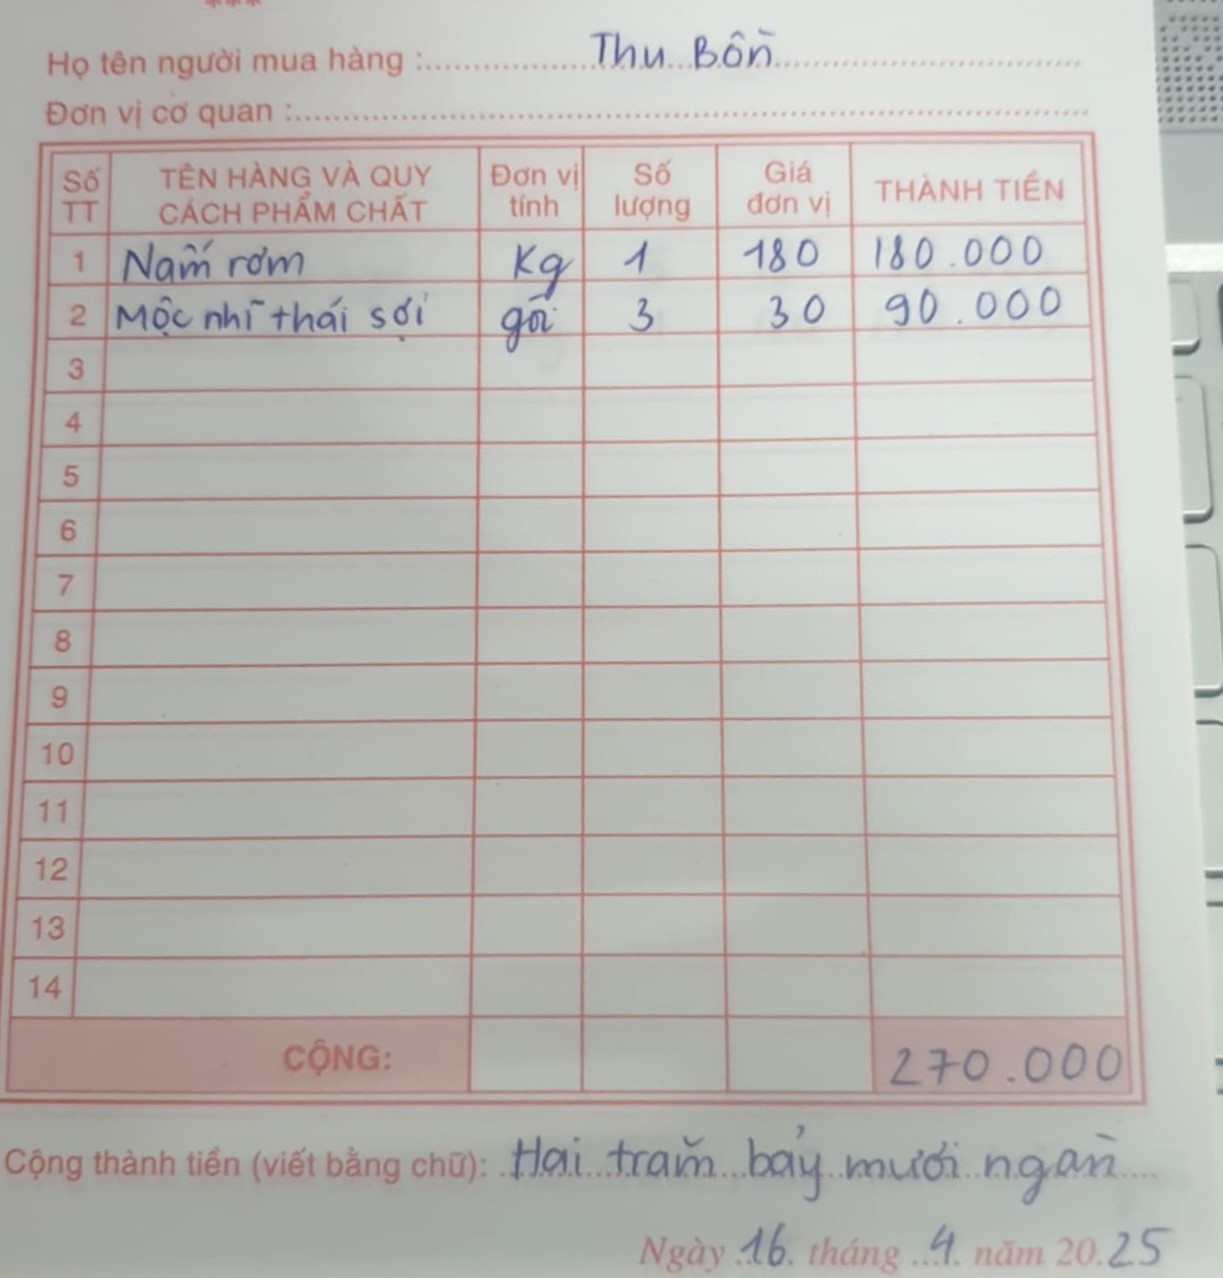 ***
Họ tên người mua hàng : Thu Bồn
Đơn vị cơ quan :
Số TT TÊN HÀNG VÀ QUY CÁCH PHẨM CHẤT Đơn vị tính Số lượng Giá đơn vị THÀNH TIỀN
1 Nấm rơm Kg 1 180 180.000
2 Mộc nhĩ thái sợi gói 3 30 90.000
3
4
5
6
7
8
9
10
11
12
13
14
CỘNG: 270.000
Cộng thành tiền (viết bằng chữ): Hai trăm bảy mươi ngàn
Ngày 16 tháng 4 năm 2025